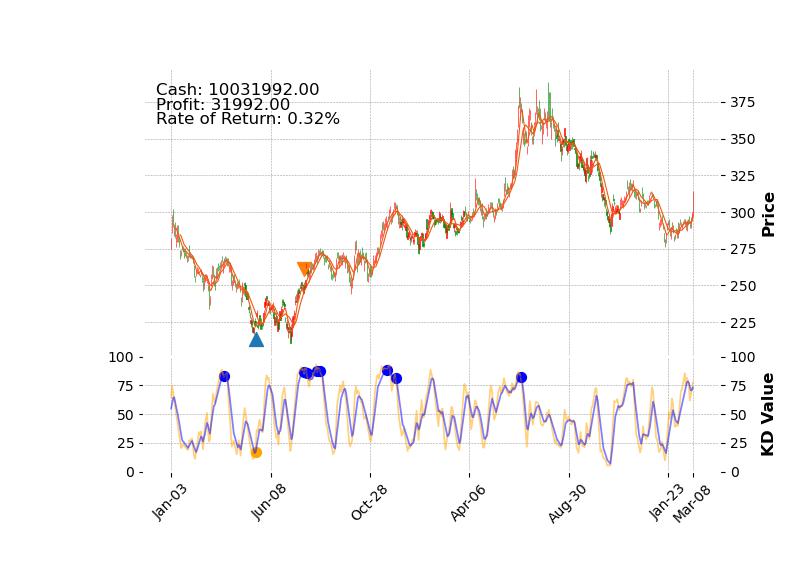 Cash: 10031992.00
Profit: 31992.00
Rate of Return: 0.32%
375
350
325
300
275
250
225
Price
100 100
75 75
50 50
25 25
0 0
KD Value
Jan-03 Jun-08 Oct-28 Apr-06 Aug-30 Jan-23 Mar-08